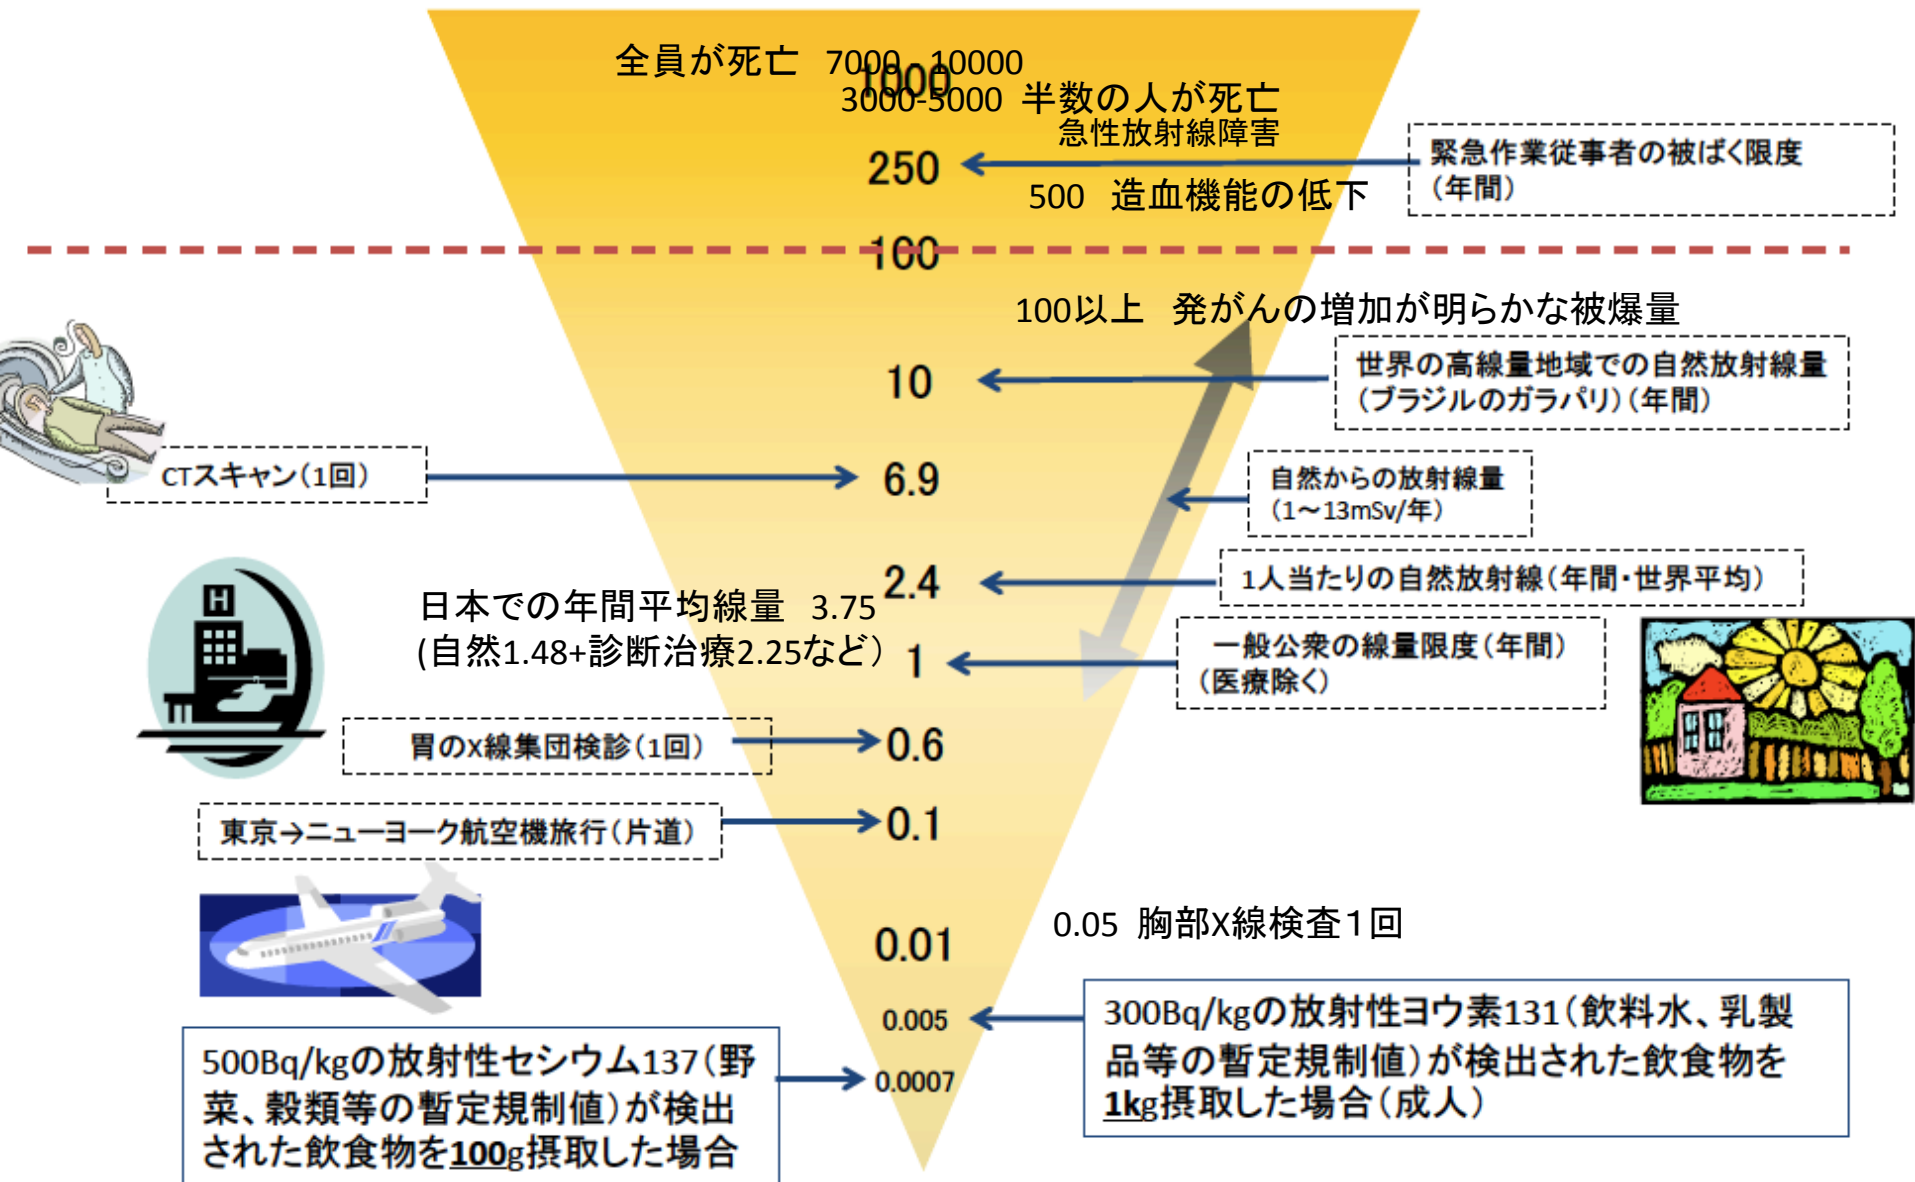 全員が死亡 7000 - 10000
1000
3000-5000 半数の人が死亡
急性放射線障害
250
緊急作業従事者の被ばく限度
(年間)
500 造血機能の低下
100
100以上 発がんの増加が明らかな被爆量
10
世界の高線量地域での自然放射線量
(ブラジルのガラパリ)(年間)
CTスキャン(1回)
6.9
自然からの放射線量
(1~13mSv/年)
2.4
1人当たりの自然放射線(年間・世界平均)
日本での年間平均線量 3.75
(自然1.48+診断治療2.25など)
1
一般公衆の線量限度(年間)
(医療除く)
H
胃のX線集団検診(1回)
0.6
東京→ニューヨーク航空機旅行(片道)
0.1
0.05 胸部X線検査1回
0.01
0.005
300Bq/kgの放射性ヨウ素131(飲料水、乳製
品等の暫定規制値)が検出された飲食物を
1kg摂取した場合(成人)
500Bq/kgの放射性セシウム137(野
菜、穀類等の暫定規制値)が検出
された飲食物を100g摂取した場合
0.0007